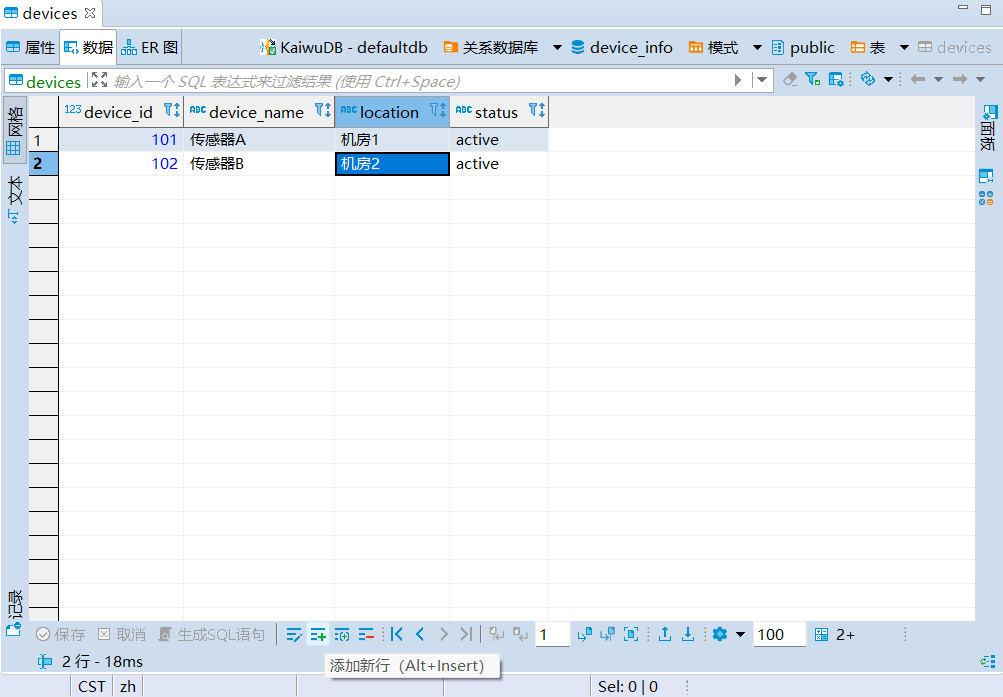 devices
属性 数据 ER 图 KaiwuDB - defaultdb 关系数据库 device_info 模式 public 表 devices
devices 输入一个 SQL 表达式来过滤结果 (使用 Ctrl+Space)
网格 123 device_id ABC device_name ABC location ABC status 面板
1 101 传感器A 机房1 active
2 102 传感器B 机房2 active
文本
记录
保存 取消 生成SQL语句 1 100 2+
2 行 - 18ms 添加新行（Alt+Insert）
CST zh Sel: 0 | 0